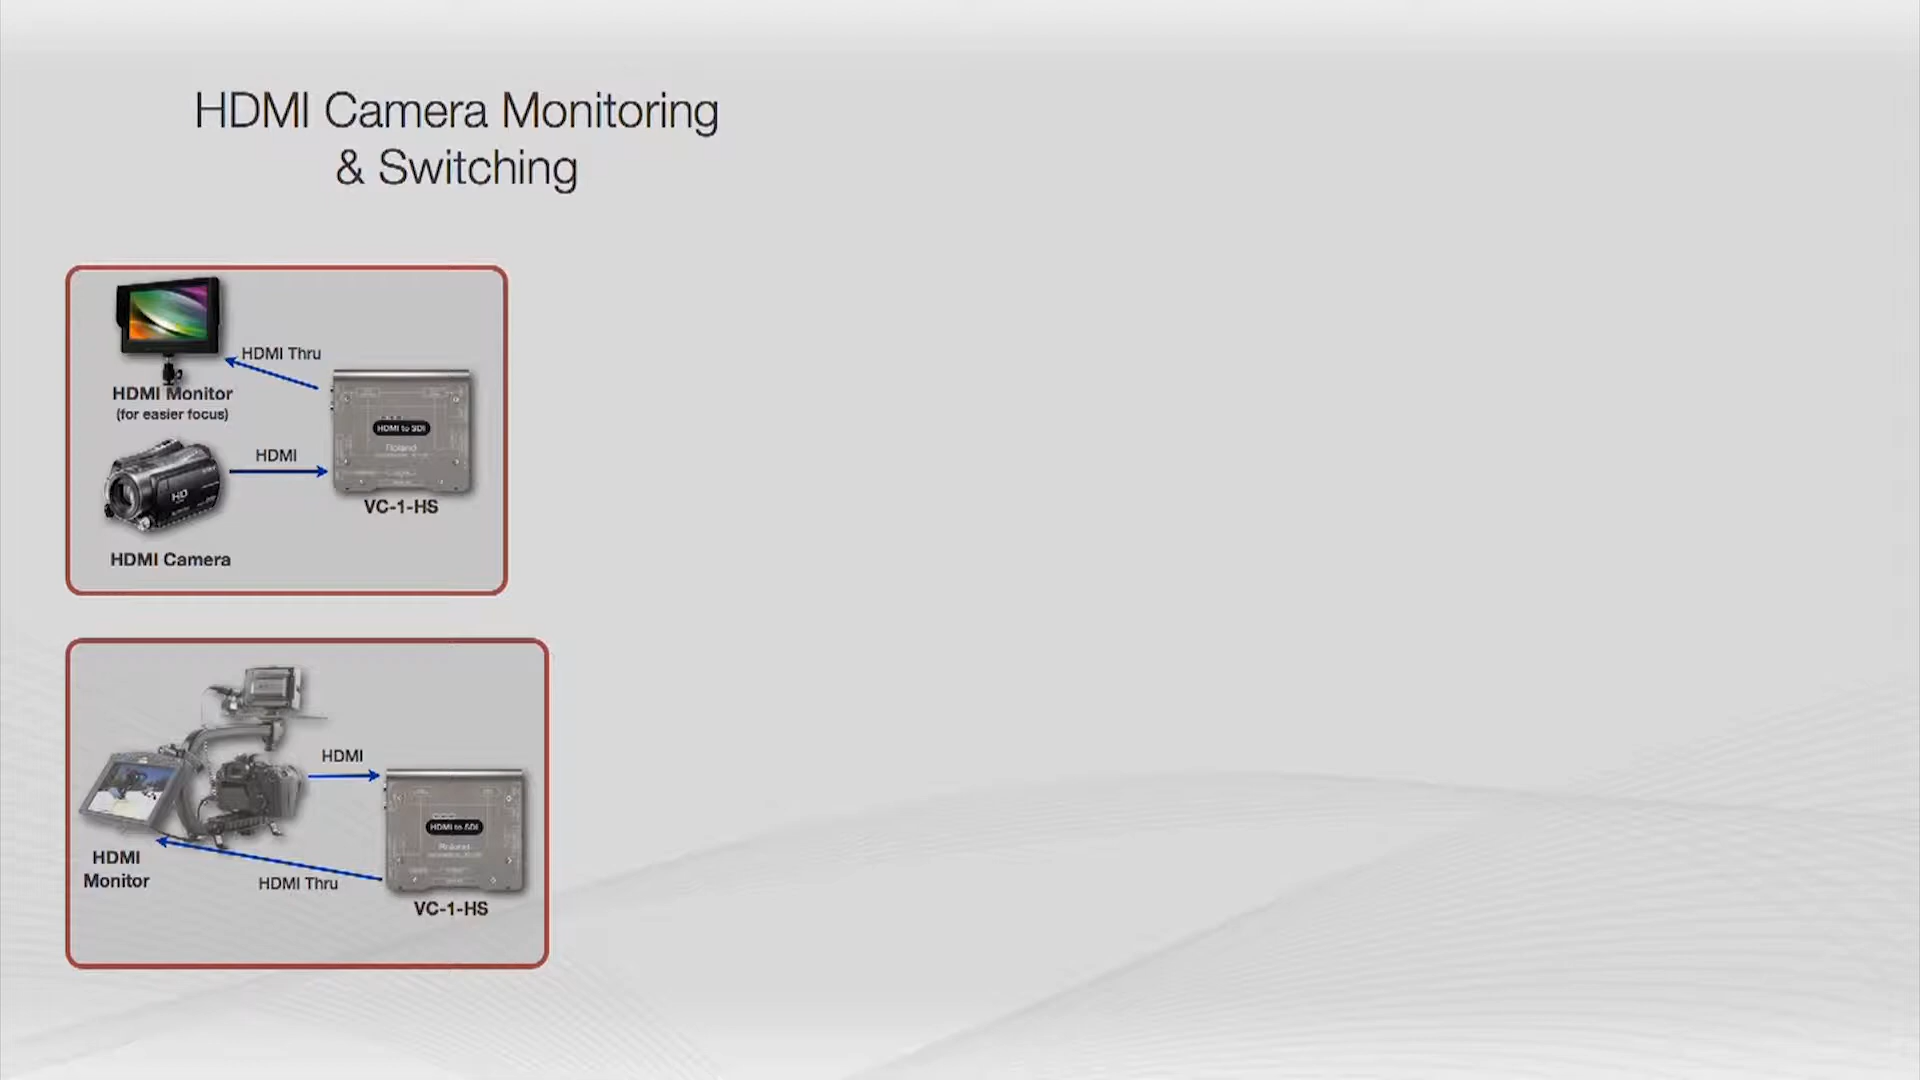 HDMI Camera Monitoring
& Switching
HDMI Thru
HDMI Monitor
(for easier focus)
HDMI to SDI
Roland
HDMI
HD
VC-1-HS
HDMI Camera
HDMI
HDMI to SDI
Roland
HDMI
Monitor
HDMI Thru
VC-1-HS